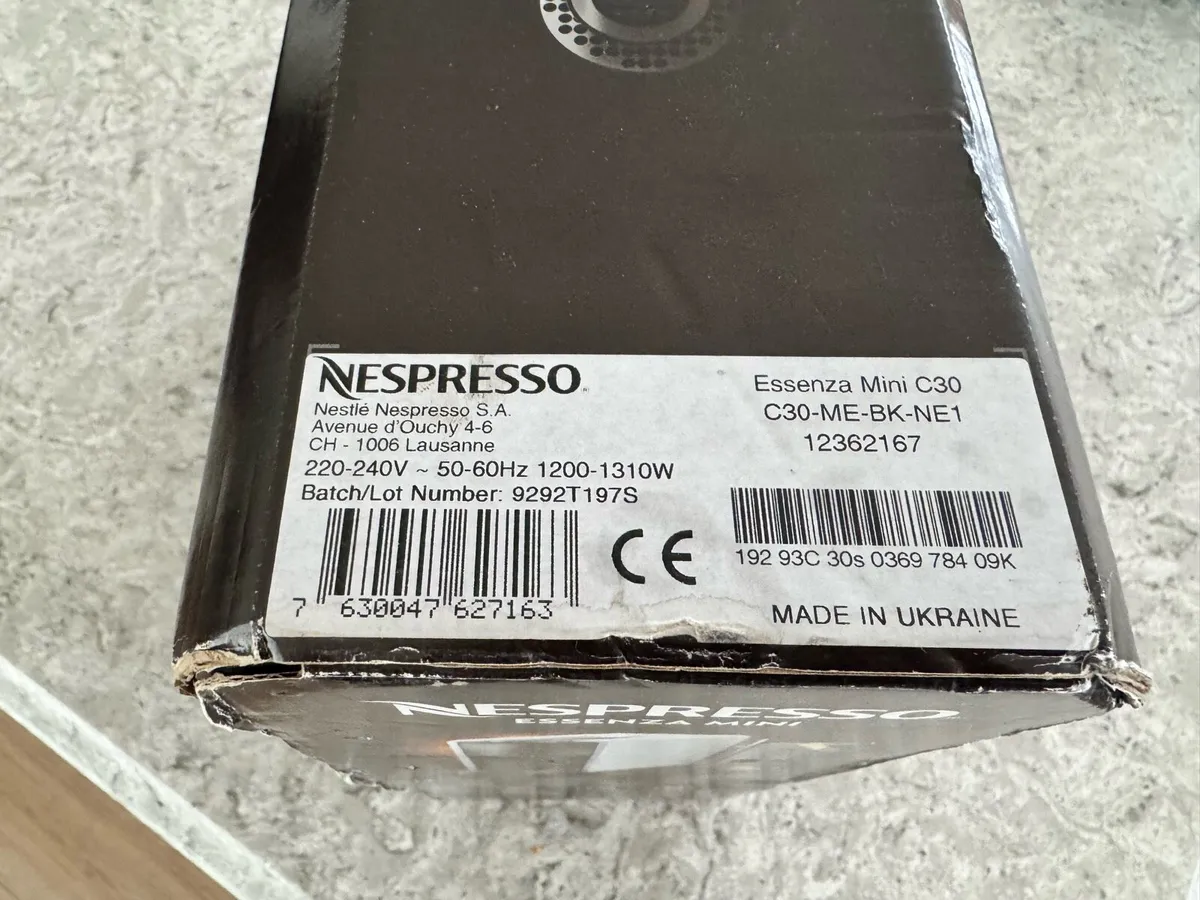 NESPRESSO
Nestlé Nespresso S.A.
Avenue d'Ouchy 4-6
CH - 1006 Lausanne
220-240V ~ 50-60Hz 1200-1310W
Batch/Lot Number: 9292T197S
7 630047 627163
CE
Essenza Mini C30
C30-ME-BK-NE1
12362167
192 93C 30s 0369 784 09K
MADE IN UKRAINE
NESPRESSO
ESSENZA MINI